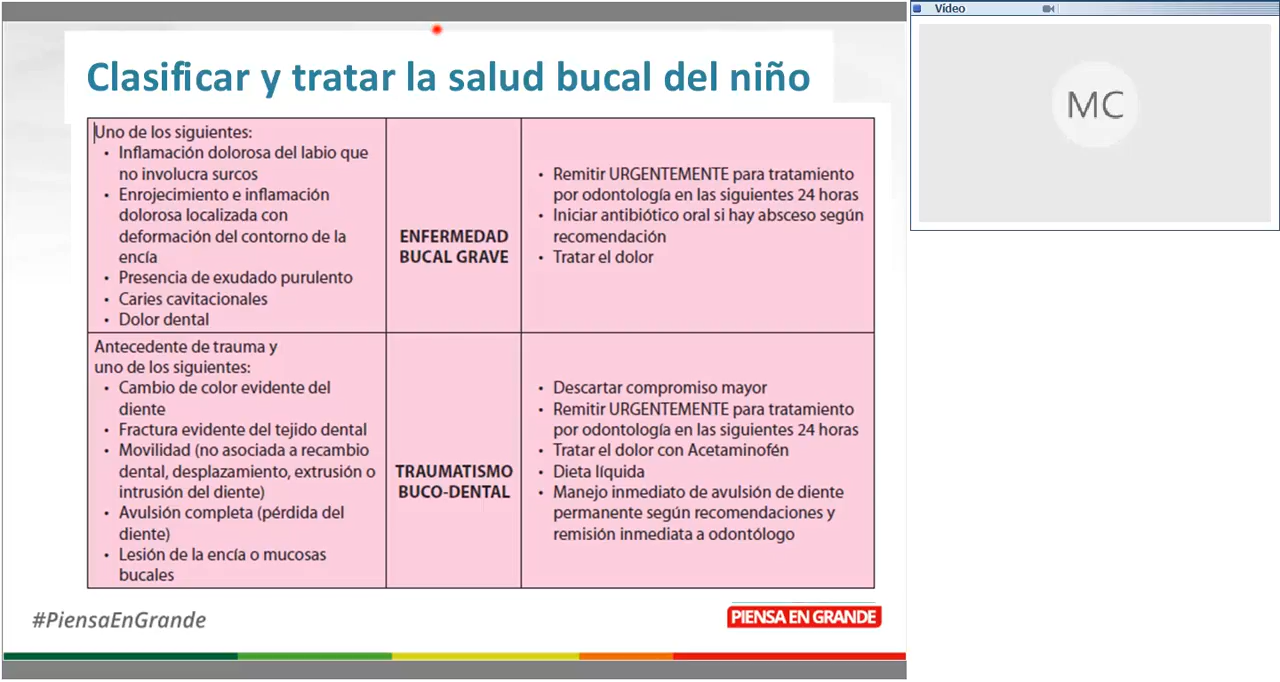 Clasificar y tratar la salud bucal del niño
Uno de los siguientes:
• Inflamación dolorosa del labio que
no involucra surcos
• Enrojecimiento e inflamación
dolorosa localizada con
deformación del contorno de la
encía
• Presencia de exudado purulento
• Caries cavitacionales
• Dolor dental
ENFERMEDAD
BUCAL GRAVE
• Remitir URGENTEMENTE para tratamiento
por odontología en las siguientes 24 horas
• Iniciar antibiótico oral si hay absceso según
recomendación
• Tratar el dolor
Antecedente de trauma y
uno de los siguientes:
• Cambio de color evidente del
diente
• Fractura evidente del tejido dental
• Movilidad (no asociada a recambio
dental, desplazamiento, extrusión o
intrusión del diente)
• Avulsión completa (pérdida del
diente)
• Lesión de la encía o mucosas
bucales
TRAUMATISMO
BUCO-DENTAL
• Descartar compromiso mayor
• Remitir URGENTEMENTE para tratamiento
por odontología en las siguientes 24 horas
• Tratar el dolor con Acetaminofén
• Dieta líquida
• Manejo inmediato de avulsión de diente
permanente según recomendaciones y
remisión inmediata a odontólogo
#PiensaEnGrande
PIENSA EN GRANDE
Vídeo
MC